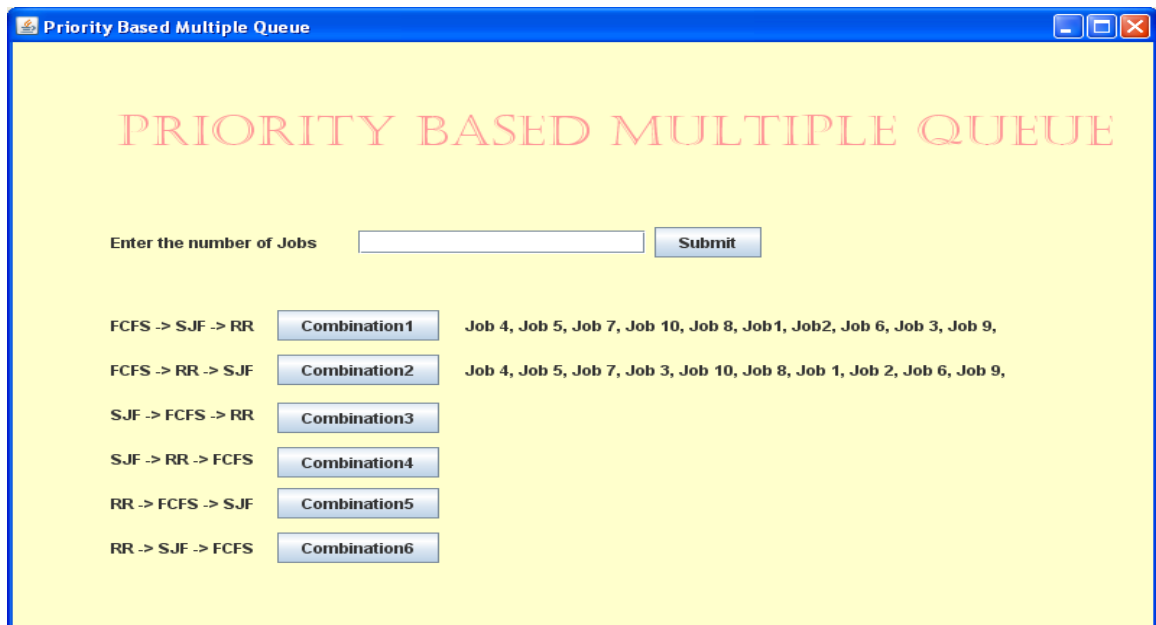 Priority Based Multiple Queue
PRIORITY BASED MULTIPLE QUEUE
Enter the number of Jobs Submit
FCFS -> SJF -> RR Combination1 Job 4, Job 5, Job 7, Job 10, Job 8, Job1, Job2, Job 6, Job 3, Job 9,
FCFS -> RR -> SJF Combination2 Job 4, Job 5, Job 7, Job 3, Job 10, Job 8, Job 1, Job 2, Job 6, Job 9,
SJF -> FCFS -> RR Combination3
SJF -> RR -> FCFS Combination4
RR -> FCFS -> SJF Combination5
RR -> SJF -> FCFS Combination6